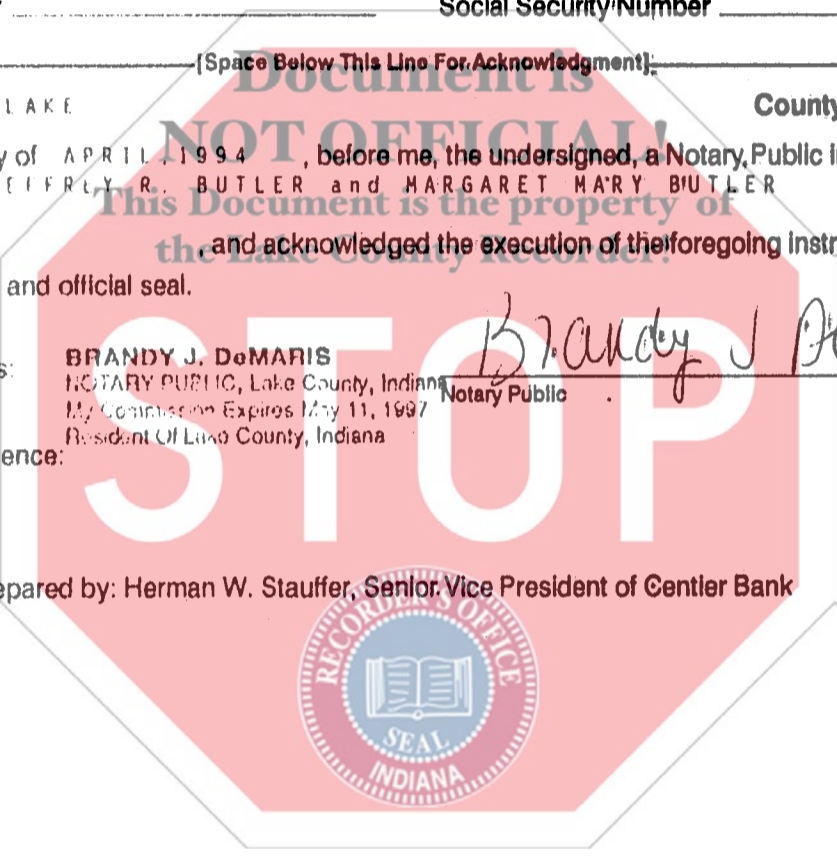 Social Security Number
[Space Below This Line For Acknowledgment]
Document is
LAKE County
NOT OFFICIAL!
y of APRIL, 1994 , before me, the undersigned, a Notary Public i
EFFREY R. BUTLER and MARGARET MARY BUTLER
This Document is the property of
the Lake County Recorder!
, and acknowledged the execution of the foregoing instr
and official seal.
STOP
s: BRANDY J. DeMARIS
NOTARY PUBLIC, Lake County, Indiana
My Commission Expires May 11, 1997
Resident Of Lake County, Indiana
Brandy J
Notary Public
ence:
epared by: Herman W. Stauffer, Senior Vice President of Centier Bank
RECORDER'S OFFICE
SEAL
INDIANA